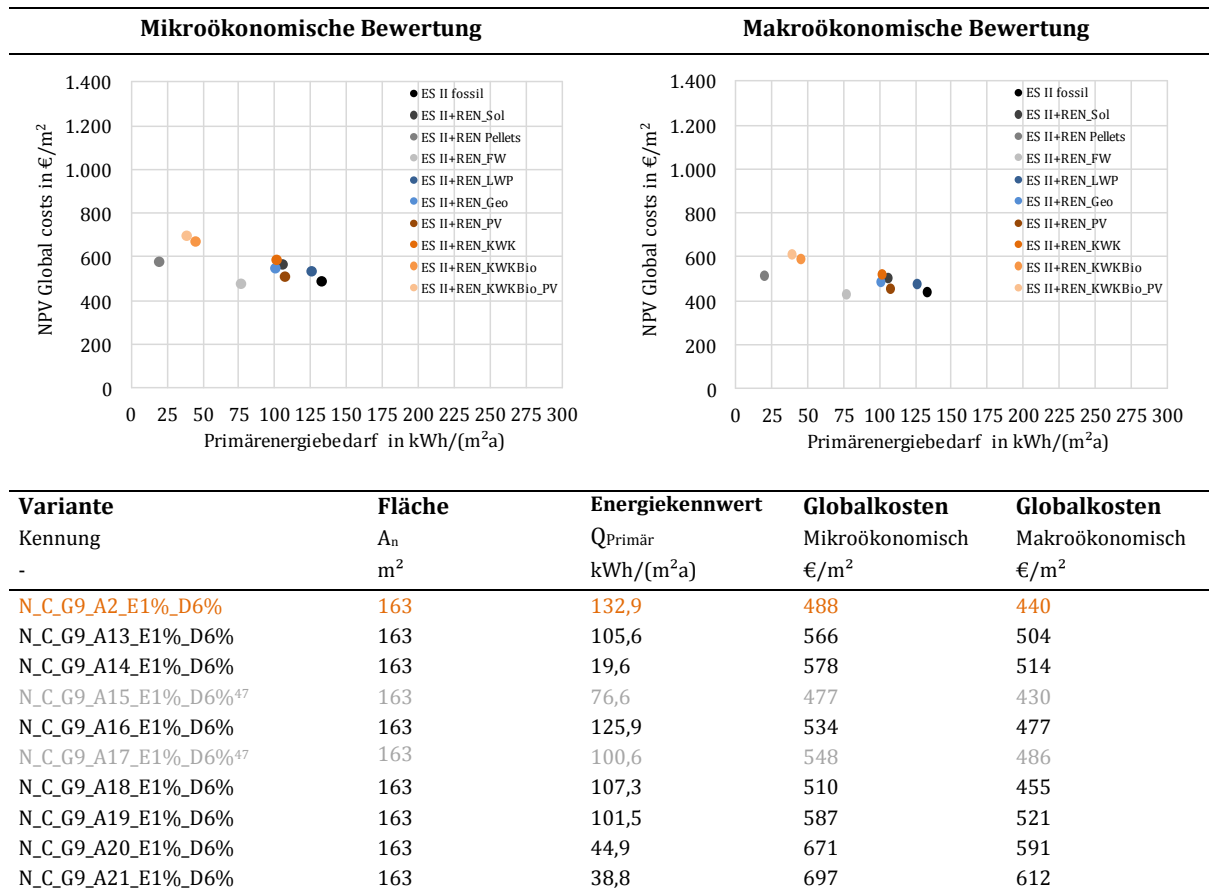 Mikroökonomische Bewertung
Makroökonomische Bewertung
NPV Global costs in €/m²
1.400
1.200
1.000
800
600
400
200
0
0 25 50 75 100 125 150 175 200 225 250 275 300
Primärenergiebedarf in kWh/(m²a)
ES II fossil
ES II+REN_Sol
ES II+REN Pellets
ES II+REN_FW
ES II+REN_LWP
ES II+REN_Geo
ES II+REN_PV
ES II+REN_KWK
ES II+REN_KWKBio
ES II+REN_KWKBio_PV
NPV Global costs in €/m²
1.400
1.200
1.000
800
600
400
200
0
0 25 50 75 100 125 150 175 200 225 250 275 300
Primärenergiebedarf in kWh/(m²a)
ES II fossil
ES II+REN_Sol
ES II+REN Pellets
ES II+REN_FW
ES II+REN_LWP
ES II+REN_Geo
ES II+REN_PV
ES II+REN_KWK
ES II+REN_KWKBio
ES II+REN_KWKBio_PV
Variante Fläche Energiekennwert Globalkosten Globalkosten
Kennung An QPrimär Mikroökonomisch Makroökonomisch
- m² kWh/(m²a) €/m² €/m²
N_C_G9_A2_E1%_D6% 163 132,9 488 440
N_C_G9_A13_E1%_D6% 163 105,6 566 504
N_C_G9_A14_E1%_D6% 163 19,6 578 514
N_C_G9_A15_E1%_D6%⁴⁷ 163 76,6 477 430
N_C_G9_A16_E1%_D6% 163 125,9 534 477
N_C_G9_A17_E1%_D6%⁴⁷ 163 100,6 548 486
N_C_G9_A18_E1%_D6% 163 107,3 510 455
N_C_G9_A19_E1%_D6% 163 101,5 587 521
N_C_G9_A20_E1%_D6% 163 44,9 671 591
N_C_G9_A21_E1%_D6% 163 38,8 697 612